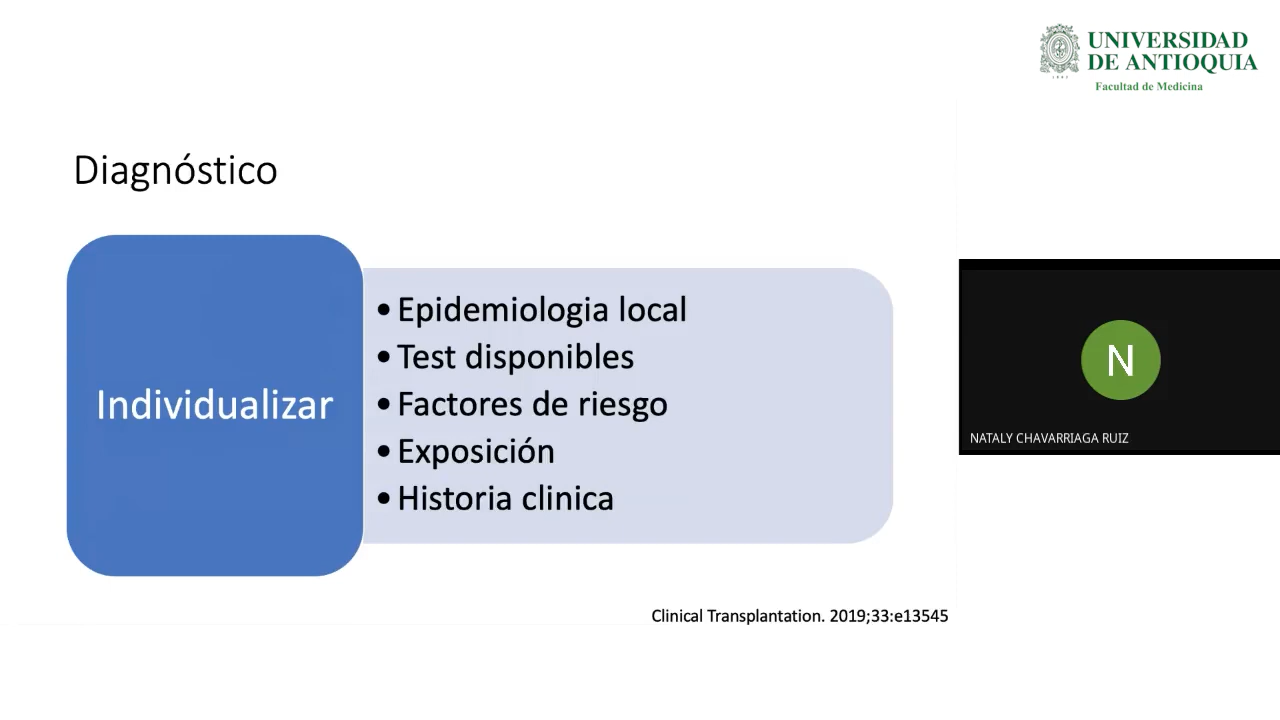 UNIVERSIDAD
DE ANTIOQUIA
Facultad de Medicina
Diagnóstico
Individualizar
• Epidemiologia local
• Test disponibles
• Factores de riesgo
• Exposición
• Historia clinica
N
NATALY CHAVARRIAGA RUIZ
Clinical Transplantation. 2019;33:e13545